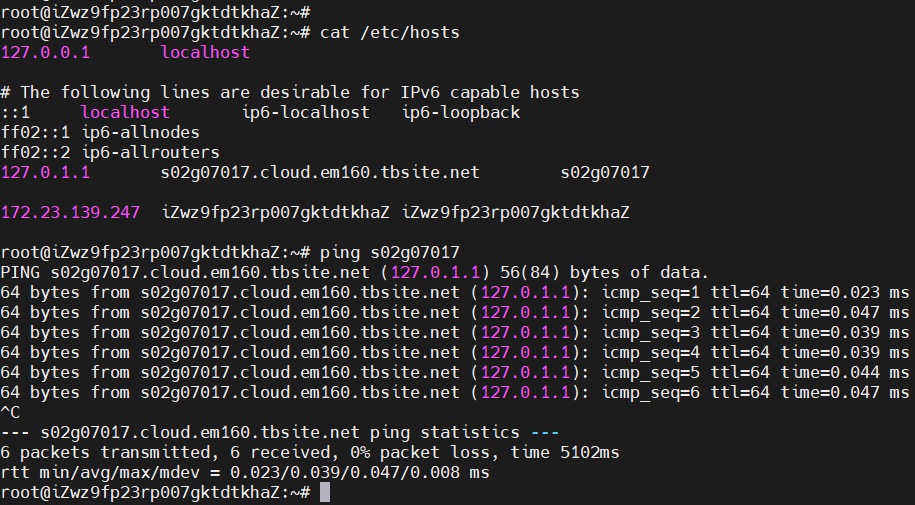 root@iZwz9fp23rp007gktdtkhaZ:~#
root@iZwz9fp23rp007gktdtkhaZ:~# cat /etc/hosts
127.0.0.1       localhost

# The following lines are desirable for IPv6 capable hosts
::1     localhost       ip6-localhost   ip6-loopback
ff02::1 ip6-allnodes
ff02::2 ip6-allrouters
127.0.1.1       s02g07017.cloud.em160.tbsite.net        s02g07017

172.23.139.247  iZwz9fp23rp007gktdtkhaZ iZwz9fp23rp007gktdtkhaZ

root@iZwz9fp23rp007gktdtkhaZ:~# ping s02g07017
PING s02g07017.cloud.em160.tbsite.net (127.0.1.1) 56(84) bytes of data.
64 bytes from s02g07017.cloud.em160.tbsite.net (127.0.1.1): icmp_seq=1 ttl=64 time=0.023 ms
64 bytes from s02g07017.cloud.em160.tbsite.net (127.0.1.1): icmp_seq=2 ttl=64 time=0.047 ms
64 bytes from s02g07017.cloud.em160.tbsite.net (127.0.1.1): icmp_seq=3 ttl=64 time=0.039 ms
64 bytes from s02g07017.cloud.em160.tbsite.net (127.0.1.1): icmp_seq=4 ttl=64 time=0.039 ms
64 bytes from s02g07017.cloud.em160.tbsite.net (127.0.1.1): icmp_seq=5 ttl=64 time=0.044 ms
64 bytes from s02g07017.cloud.em160.tbsite.net (127.0.1.1): icmp_seq=6 ttl=64 time=0.047 ms
^C
--- s02g07017.cloud.em160.tbsite.net ping statistics ---
6 packets transmitted, 6 received, 0% packet loss, time 5102ms
rtt min/avg/max/mdev = 0.023/0.039/0.047/0.008 ms
root@iZwz9fp23rp007gktdtkhaZ:~#